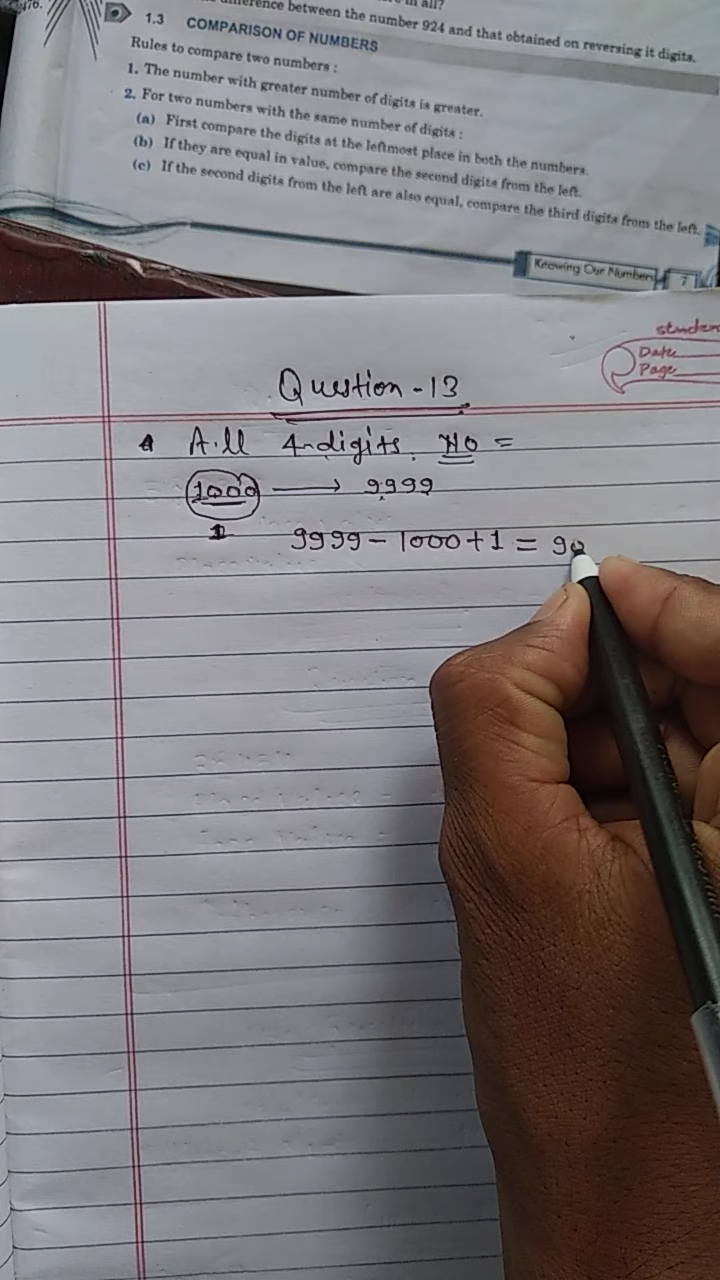 in all?
difference between the number 924 and that obtained on reversing it digits.
1.3 COMPARISON OF NUMBERS
Rules to compare two numbers :
1. The number with greater number of digits is greater.
2. For two numbers with the same number of digits :
(a) First compare the digits at the leftmost place in both the numbers.
(b) If they are equal in value, compare the second digits from the left.
(c) If the second digits from the left are also equal, compare the third digits from the left.
Knowing Our Numbers 7
Date
Page
Question - 13
A.ll 4-digits. NO =
1000 → 9999
1 9999 - 1000 + 1 = 90